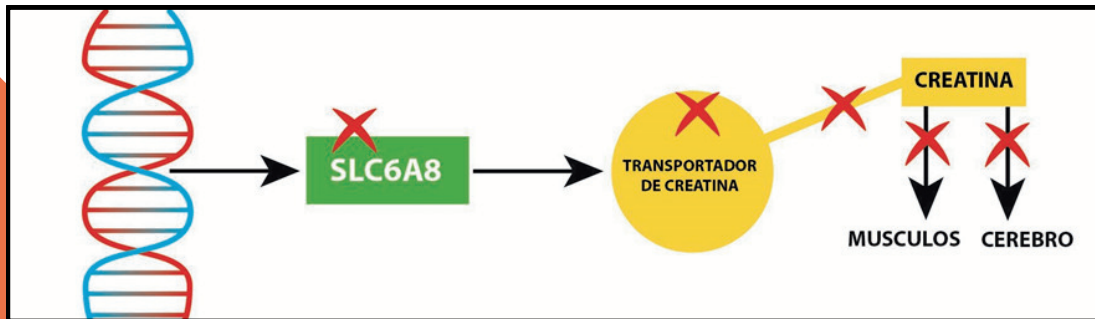 SLC6A8
TRANSPORTADOR
DE CREATINA
CREATINA
MUSCULOS
CEREBRO